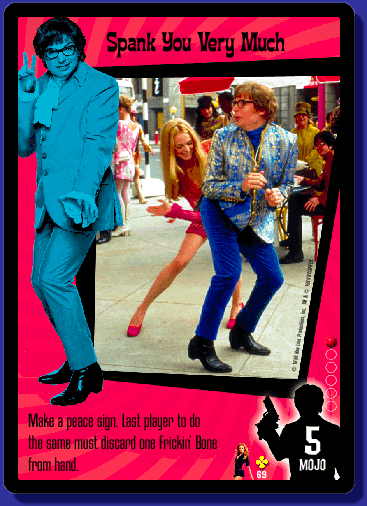 Spank You Very Much
Make a peace sign. Last player to do
the same must discard one Frickin' Bone
from hand.
69
5
MOJO